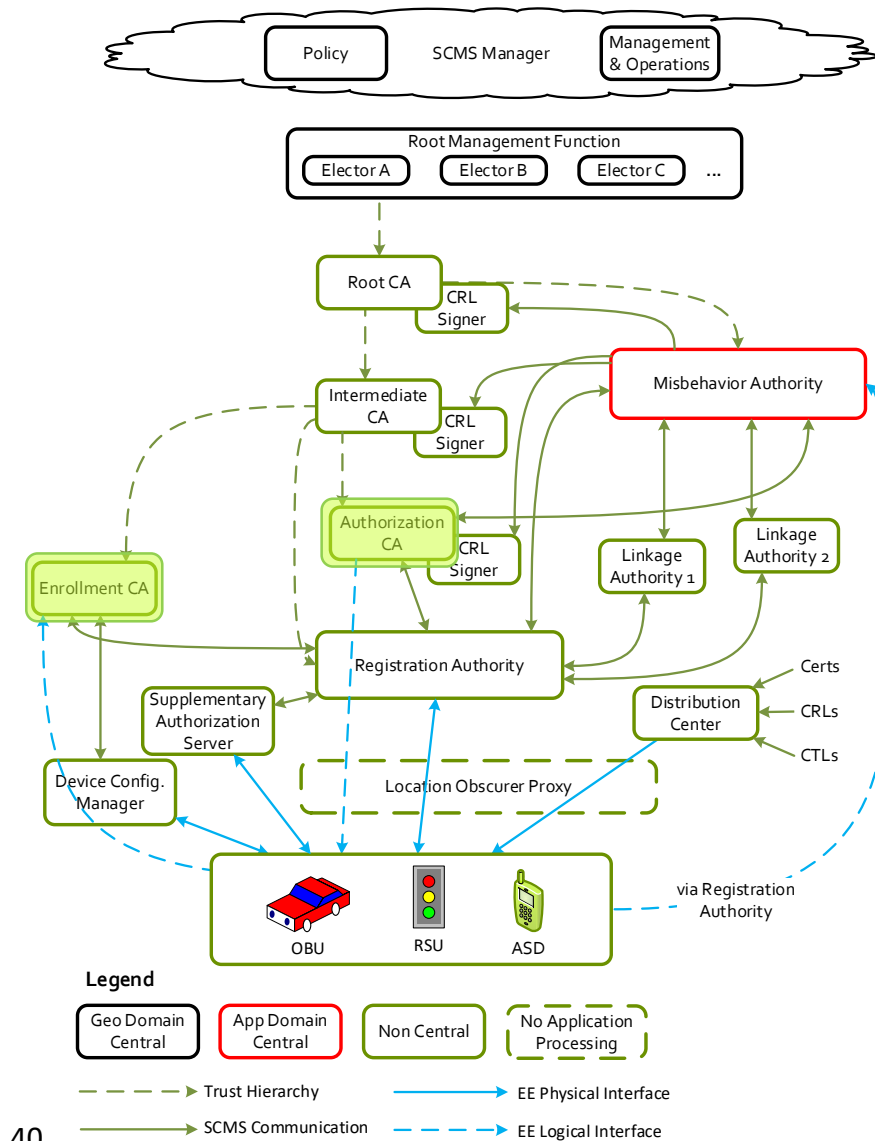 Policy
SCMS Manager
Management
& Operations
Root Management Function
Elector A
Elector B
Elector C
...
Root CA
CRL
Signer
Misbehavior Authority
Intermediate
CA
CRL
Signer
Authorization
CA
CRL
Signer
Linkage
Authority 1
Linkage
Authority 2
Enrollment CA
Registration Authority
Supplementary
Authorization
Server
Distribution
Center
Certs
CRLs
CTLs
Device Config.
Manager
Location Obscurer Proxy
via Registration
Authority
OBU
RSU
ASD
Legend
Geo Domain
Central
App Domain
Central
Non Central
No Application
Processing
Trust Hierarchy
EE Physical Interface
SCMS Communication
EE Logical Interface
40